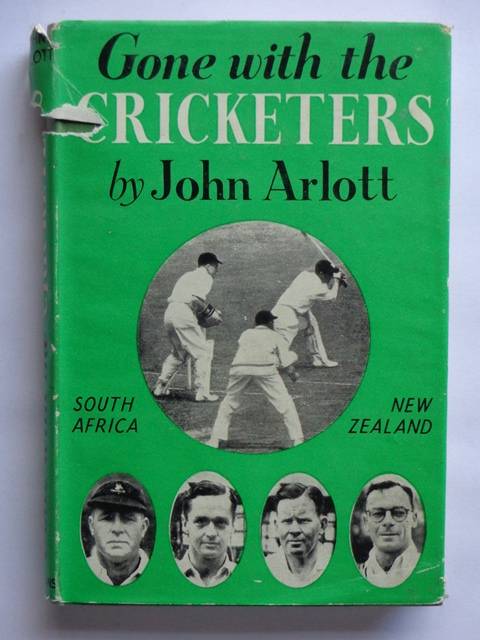 Gone with the
CRICKETERS
by John Arlott
SOUTH
AFRICA
NEW
ZEALAND